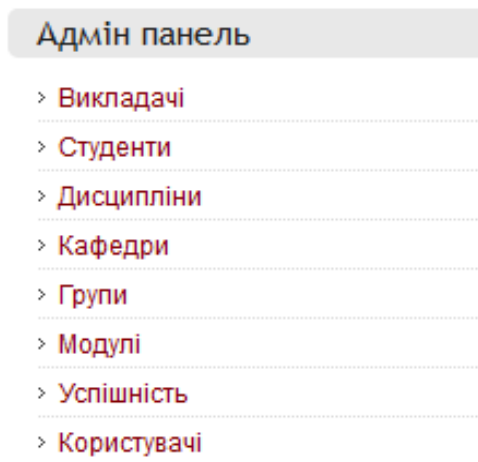 Адмін панель
Викладачі
Студенти
Дисципліни
Кафедри
Групи
Модулі
Успішність
Користувачі